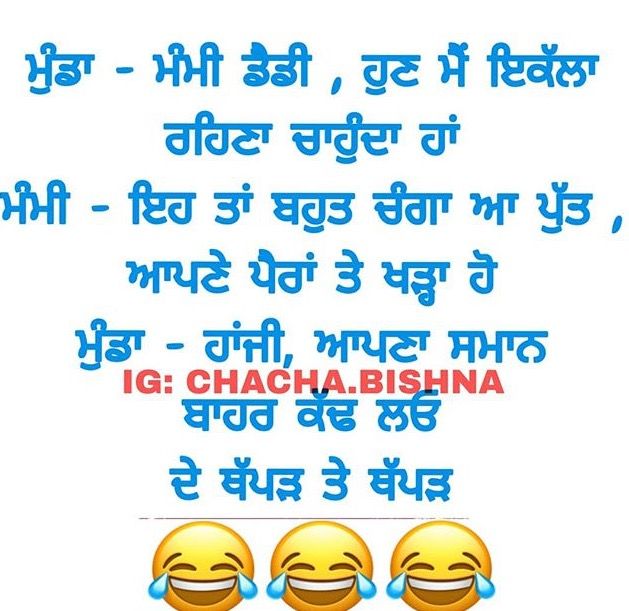 ਮੁੰਡਾ - ਮੰਮੀ ਡੈਡੀ , ਹੁਣ ਮੈਂ ਇਕੱਲਾ
ਰਹਿਣਾ ਚਾਹੁੰਦਾ ਹਾਂ
ਮੰਮੀ - ਇਹ ਤਾਂ ਬਹੁਤ ਚੰਗਾ ਆ ਪੁੱਤ ,
ਆਪਣੇ ਪੈਰਾਂ ਤੇ ਖੜ੍ਹਾ ਹੋ
ਮੁੰਡਾ - ਹਾਂਜੀ, ਆਪਣਾ ਸਮਾਨ
IG: CHACHA.BISHNA
ਬਾਹਰ ਕੱਢ ਲਓ
ਦੇ ਥੱਪੜ ਤੇ ਥੱਪੜ